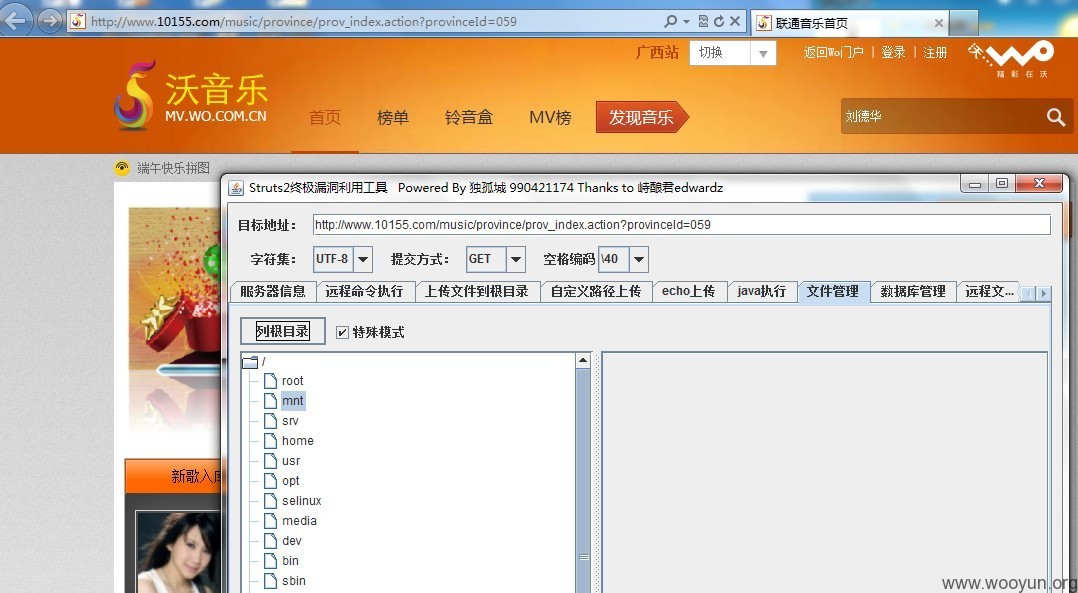 http://www.10155.com/music/province/prov_index.action?provinceId=059
联通音乐首页
广西站 切换 返回Wo门户 | 登录 | 注册
沃音乐
MV.WO.COM.CN
首页 榜单 铃音盒 MV榜 发现音乐
WO
精彩在沃
刘德华
端午快乐拼图
Struts2终极漏洞利用工具 Powered By 独孤城 990421174 Thanks to 峙酿君edwardz
目标地址: http://www.10155.com/music/province/prov_index.action?provinceId=059
字符集: UTF-8 提交方式: GET 空格编码 \40
服务器信息 远程命令执行 上传文件到根目录 自定义路径上传 echo上传 java执行 文件管理 数据库管理 远程文...
列根目录 特殊模式
/
root
mnt
srv
home
usr
opt
selinux
media
dev
bin
sbin
新歌入
www.wooyun.org